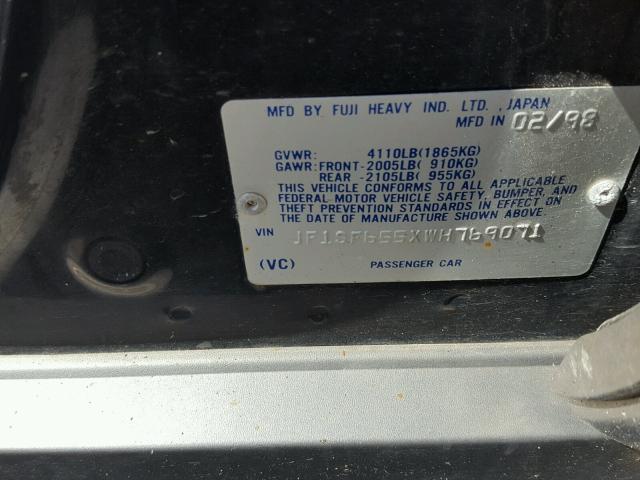 MFD BY FUJI HEAVY IND. LTD. , JAPAN
MFD IN 02/98
GVWR: 4110LB(1865KG)
GAWR:FRONT-2005LB( 910KG)
REAR -2105LB( 955KG)
THIS VEHICLE CONFORMS TO ALL APPLICABLE
FEDERAL MOTOR VEHICLE SAFETY, BUMPER, AND
THEFT PREVENTION STANDARDS IN EFFECT ON
THE DATE OF MANUFACTURE SHOWN ABOVE.
VIN JF1SF655XWH769071
(VC) PASSENGER CAR